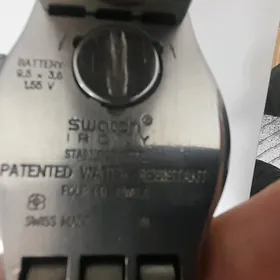 BATTERY
9.5 x 3.6
1.55 V
swatch®
IRONY
PATENTED WATER RESISTANT
SWISS MADE